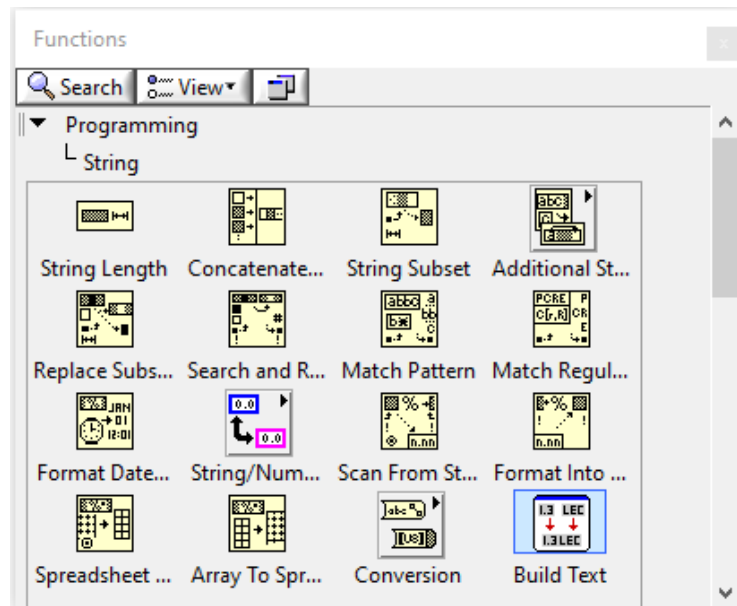 Functions
Search View
Programming
String
String Length Concatenate... String Subset Additional St...
Replace Subs... Search and R... Match Pattern Match Regul...
Format Date... String/Num... Scan From St... Format Into ...
Spreadsheet ... Array To Spr... Conversion Build Text